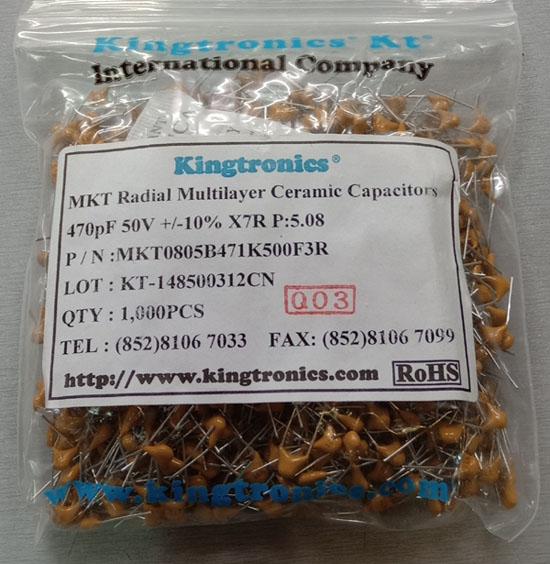 Kingtronics® Kt®
International Company
Kingtronics®
MKT Radial Multilayer Ceramic Capacitors
470pF 50V +/-10% X7R P:5.08
P / N :MKT0805B471K500F3R
LOT : KT-148500312CN
QTY : 1,000PCS
Q03
TEL : (852)8106 7033 FAX: (852)8106 7099
http://www.kingtronics.com RoHS
www.kingtronics.com